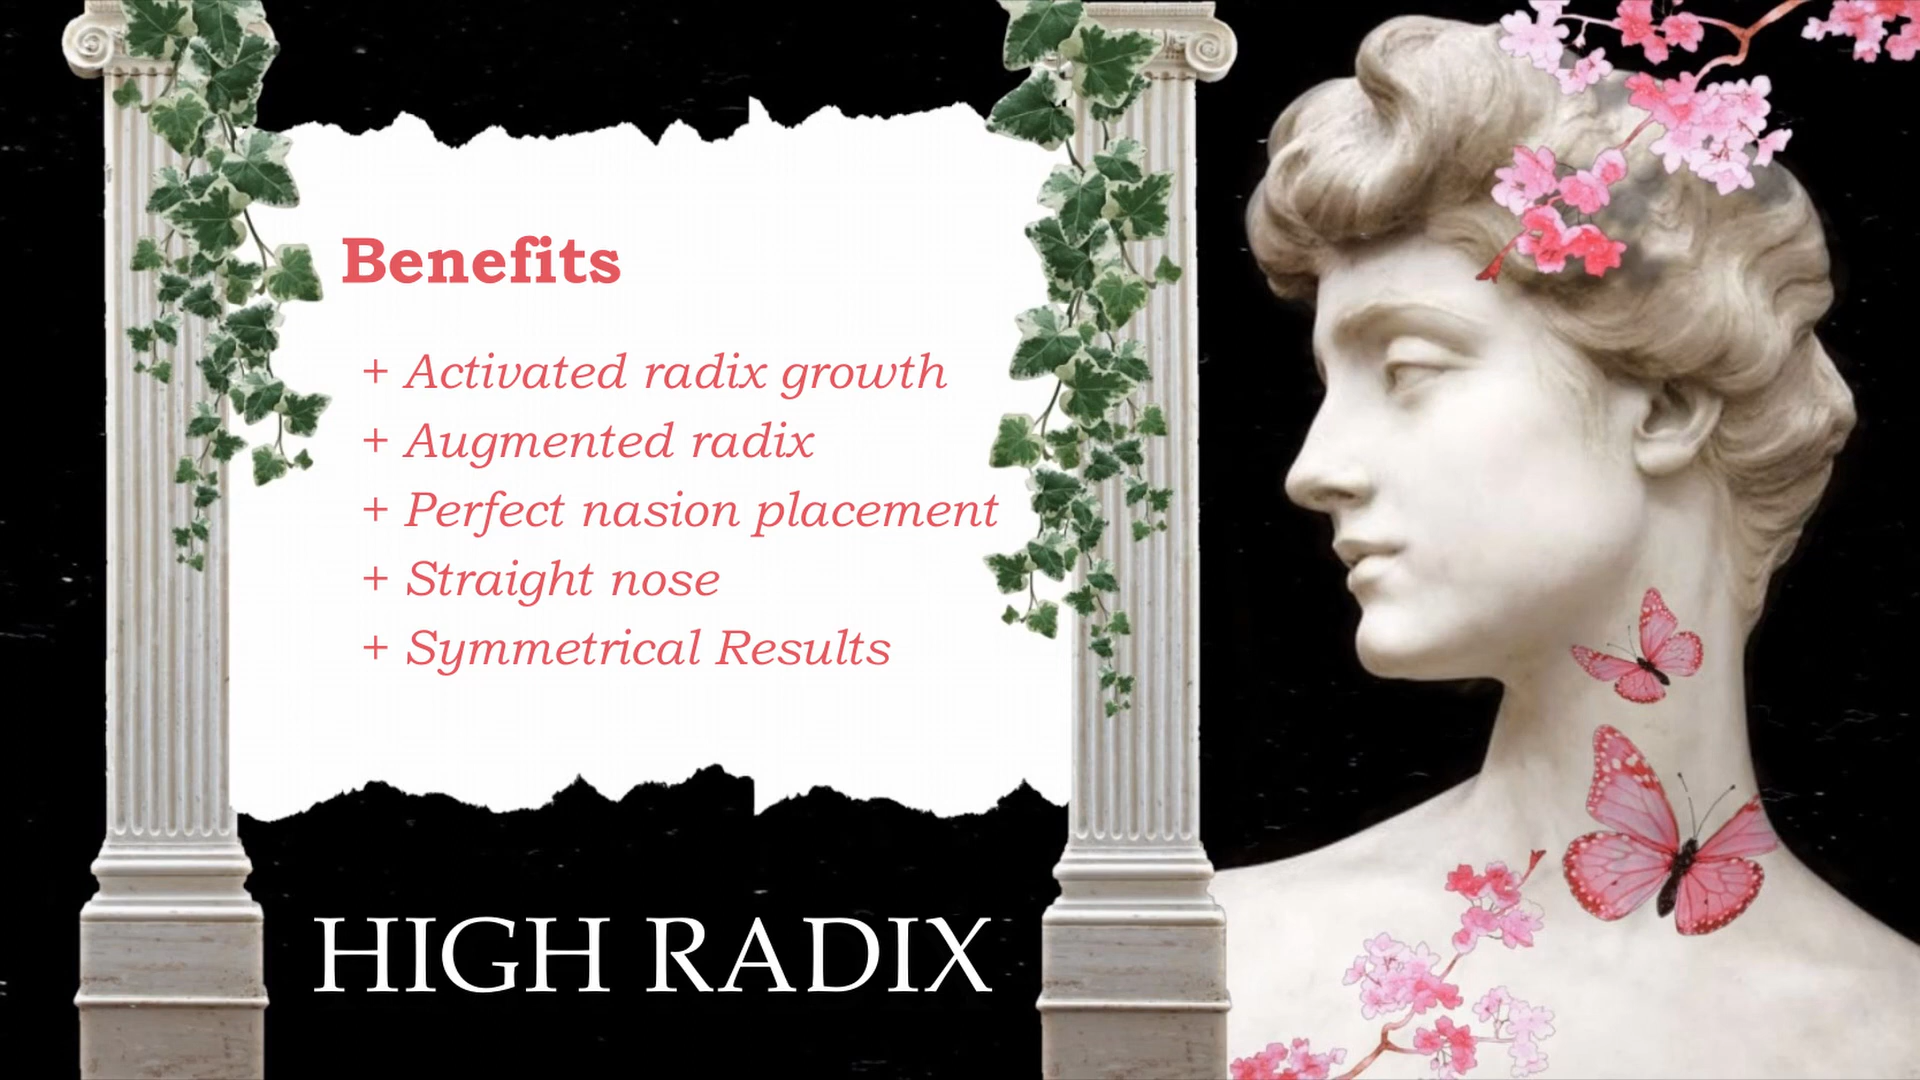 Benefits
+ Activated radix growth
+ Augmented radix
+ Perfect nasion placement
+ Straight nose
+ Symmetrical Results
HIGH RADIX